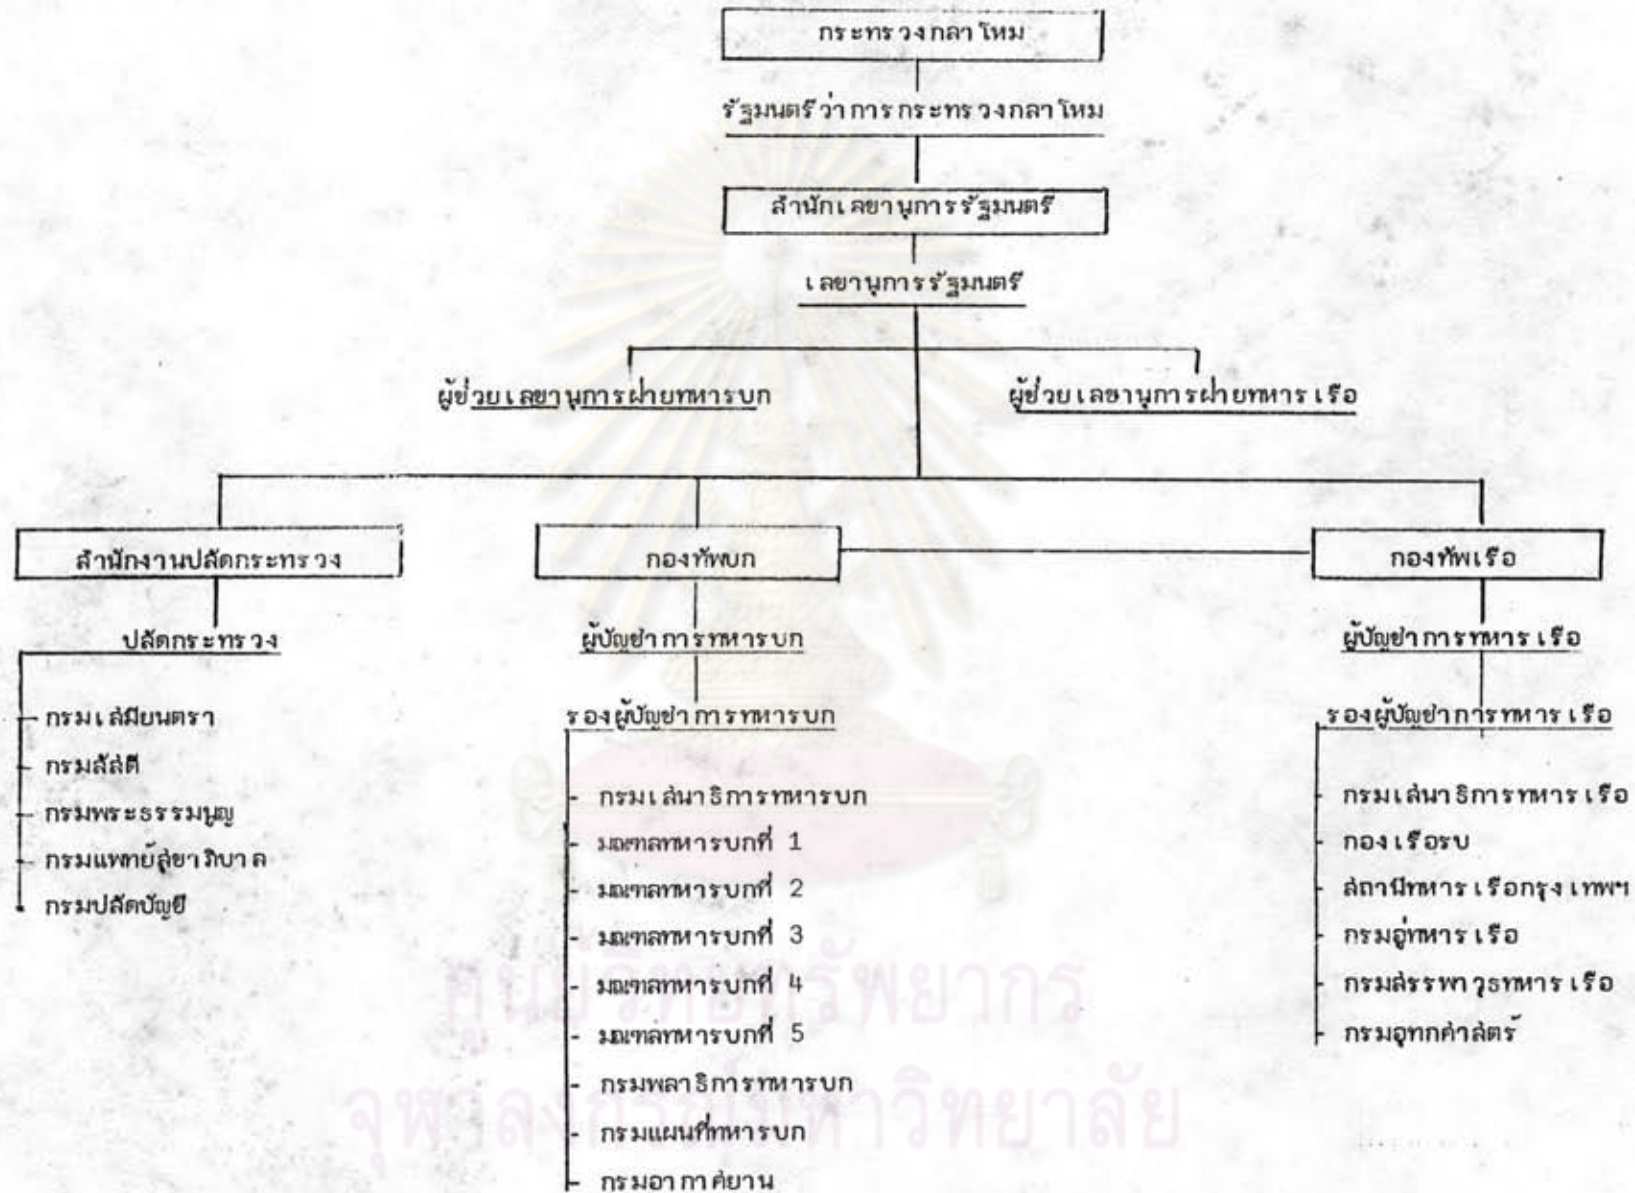 กระทรวงกลาโหม
รัฐมนตรีว่าการกระทรวงกลาโหม
สำนักเลขานุการรัฐมนตรี
เลขานุการรัฐมนตรี
ผู้ช่วยเลขานุการฝ่ายทหารบก
ผู้ช่วยเลขานุการฝ่ายทหารเรือ
สำนักงานปลัดกระทรวง
ปลัดกระทรวง
- กรมเสมียนตรา
- กรมสัสดี
- กรมพระธรรมนูญ
- กรมแพทย์สุขาภิบาล
- กรมปลัดบัญชี
กองทัพบก
ผู้บัญชาการทหารบก
รองผู้บัญชาการทหารบก
- กรมเสนาธิการทหารบก
- มณฑลทหารบกที่ 1
- มณฑลทหารบกที่ 2
- มณฑลทหารบกที่ 3
- มณฑลทหารบกที่ 4
- มณฑลทหารบกที่ 5
- กรมพลาธิการทหารบก
- กรมแผนที่ทหารบก
- กรมอากาศยาน
กองทัพเรือ
ผู้บัญชาการทหารเรือ
รองผู้บัญชาการทหารเรือ
- กรมเสนาธิการทหารเรือ
- กองเรือรบ
- สถานีทหารเรือกรุงเทพฯ
- กรมอู่ทหารเรือ
- กรมสรรพาวุธทหารเรือ
- กรมอุทกศาสตร์
ศูนย์วิทยทรัพยากร
จุฬาลงกรณ์มหาวิทยาลัย